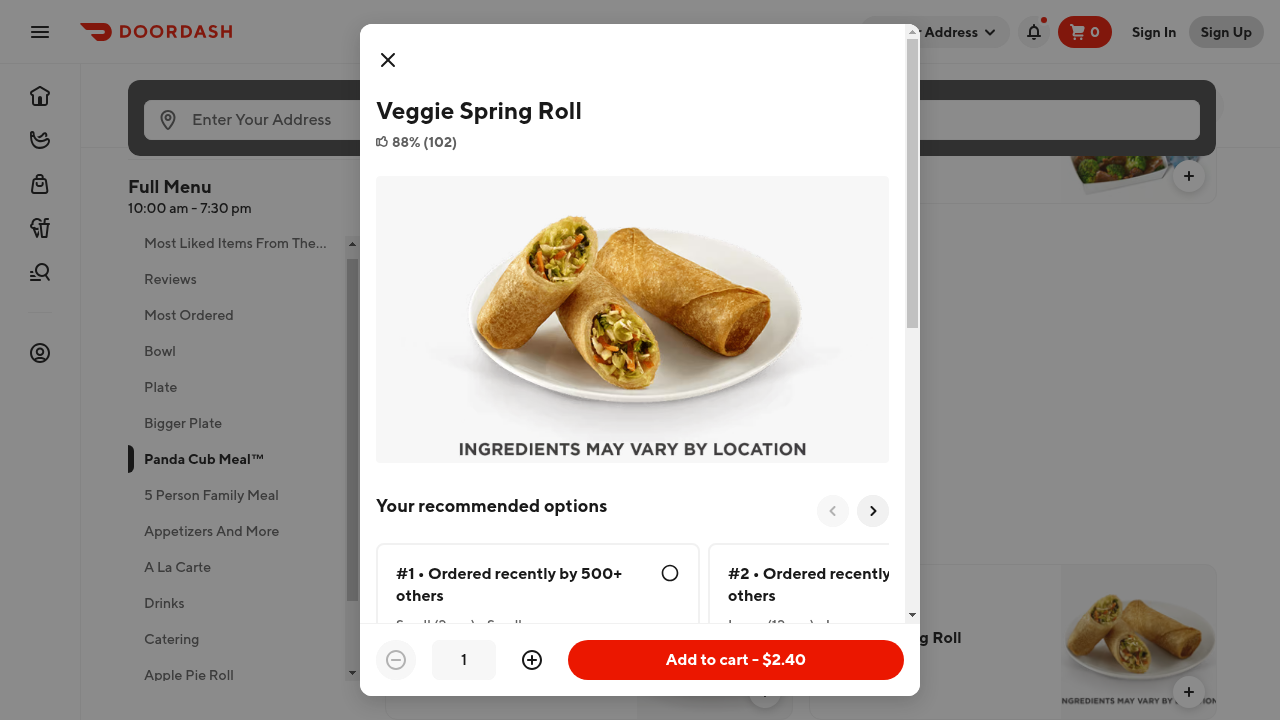 DOORDASH
Address
0
Sign In
Sign Up
Enter Your Address
Full Menu
10:00 am - 7:30 pm
Most Liked Items From The...
Reviews
Most Ordered
Bowl
Plate
Bigger Plate
Panda Cub Meal™
5 Person Family Meal
Appetizers And More
A La Carte
Drinks
Catering
Apple Pie Roll
Veggie Spring Roll
88% (102)
INGREDIENTS MAY VARY BY LOCATION
Your recommended options
#1 • Ordered recently by 500+
others
#2 • Ordered recently
others
1
Add to cart - $2.40
Roll
INGREDIENTS MAY VARY BY